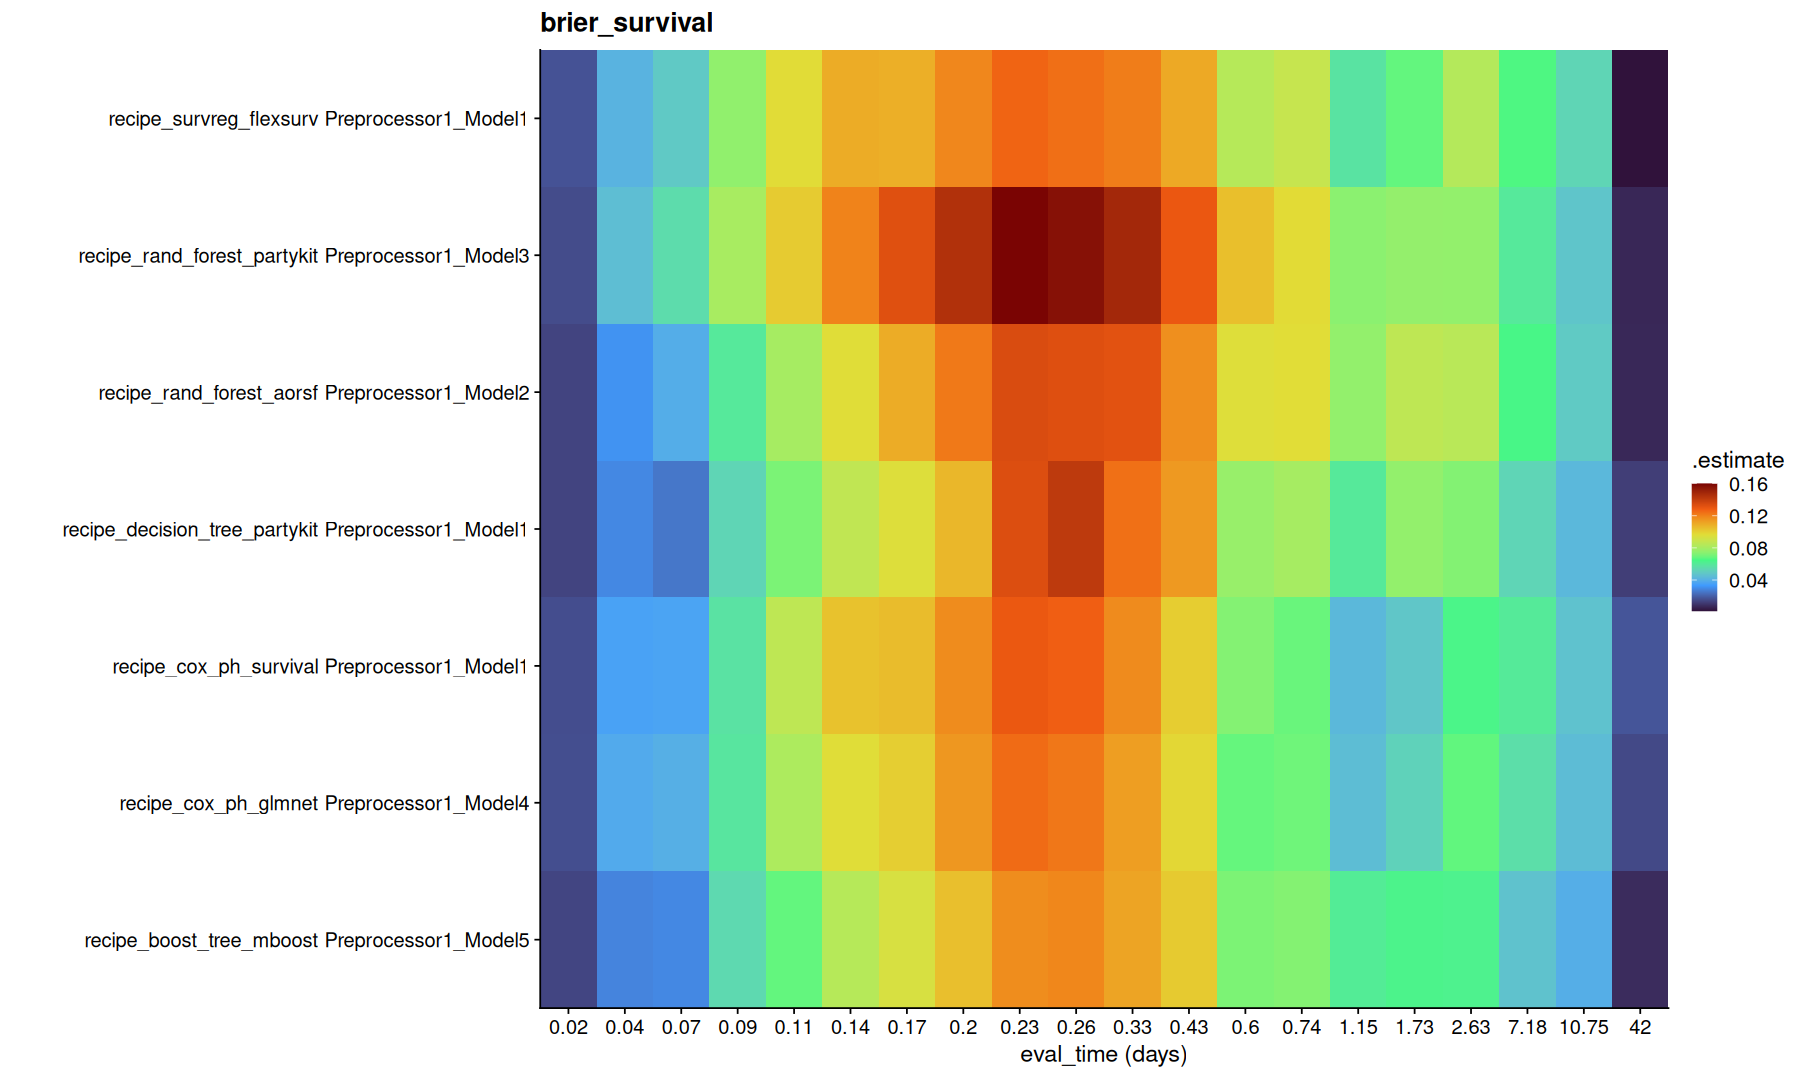 brier_survival
recipe_survreg_flexsurv Preprocessor1_Model1
recipe_rand_forest_partykit Preprocessor1_Model3
recipe_rand_forest_aorsf Preprocessor1_Model2
recipe_decision_tree_partykit Preprocessor1_Model1
recipe_cox_ph_survival Preprocessor1_Model1
recipe_cox_ph_glmnet Preprocessor1_Model4
recipe_boost_tree_mboost Preprocessor1_Model5
0.02 0.04 0.07 0.09 0.11 0.14 0.17 0.2 0.23 0.26 0.33 0.43 0.6 0.74 1.15 1.73 2.63 7.18 10.75 42
eval_time (days)
.estimate
0.16
0.12
0.08
0.04